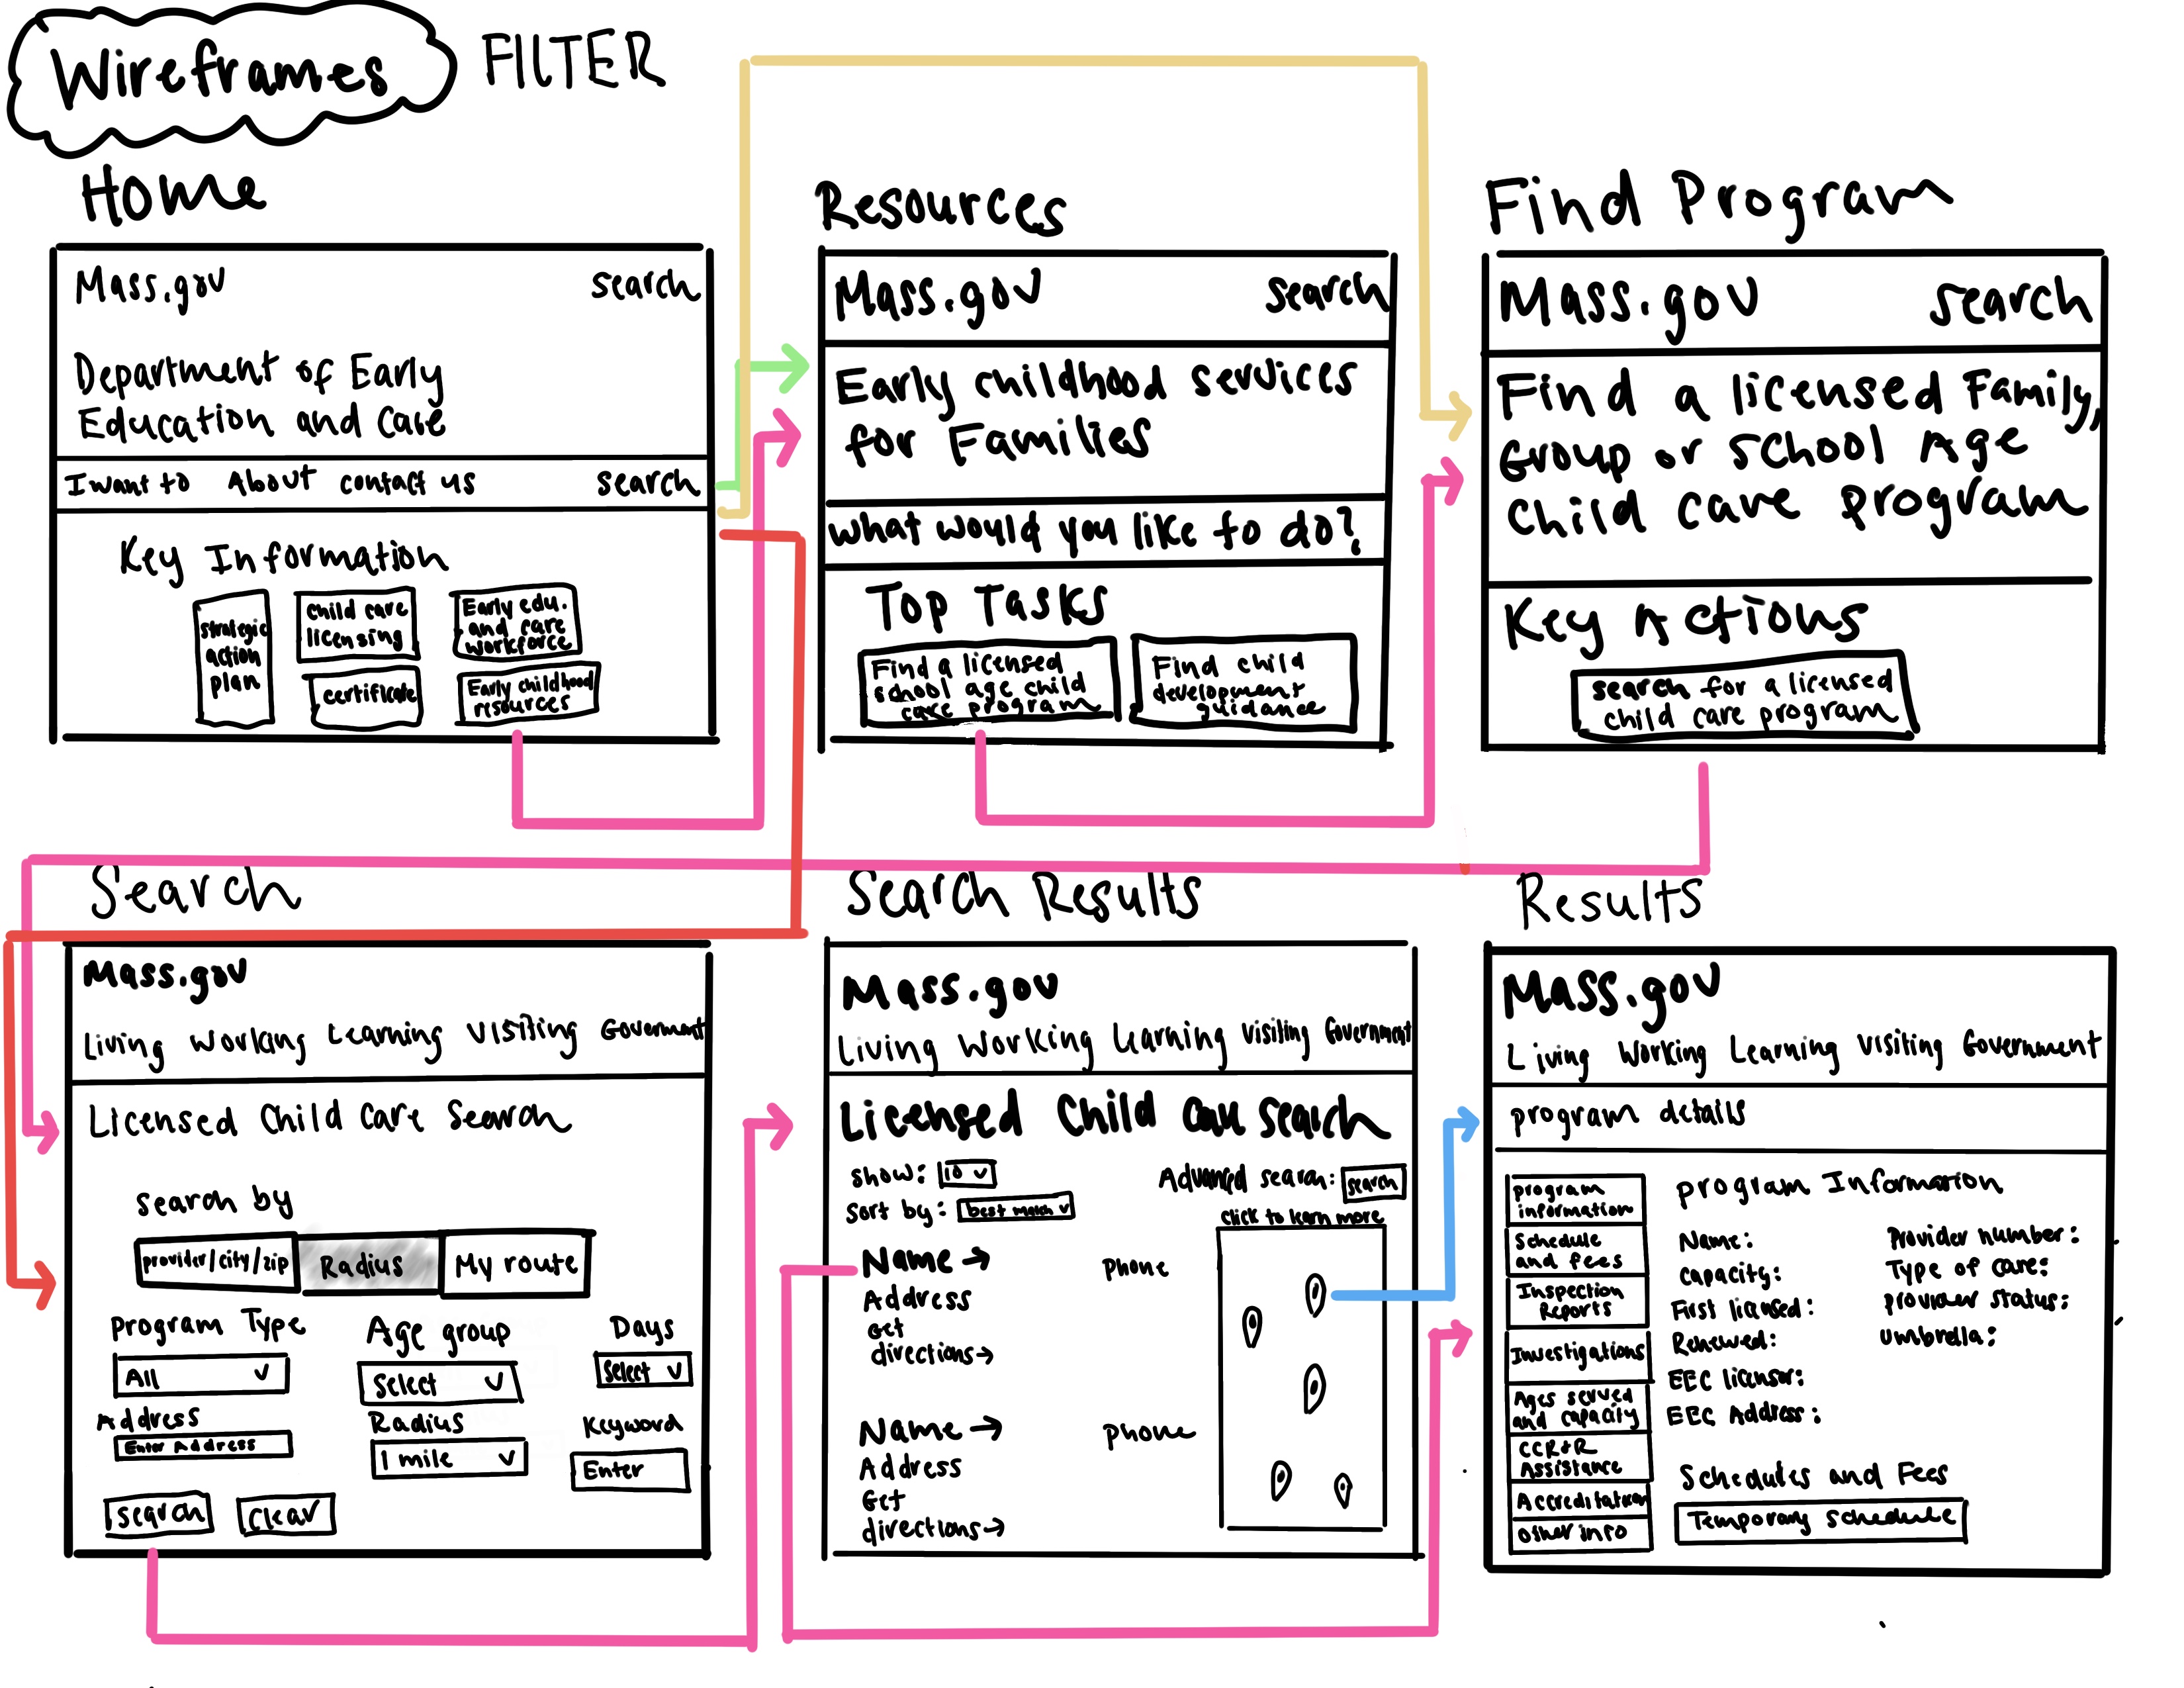 Wireframes
FILTER
Home
Mass.gov search
Department of Early
Education and Care
I want to About contact us search
Key Information
strategic
action
plan
child care
licensing
Early edu.
and care
workforce
certificate
Early childhood
resources
Resources
Mass.gov search
Early childhood services
for Families
what would you like to do?
Top Tasks
Find a licensed
school age child
care program
Find child
development
guidance
Find Program
Mass.gov search
Find a licensed Family,
Group or School Age
Child care program
Key Actions
search for a licensed
child care program
Search
Mass.gov
Living Working Learning Visiting Government
Licensed Child Care Search
search by
provider/city/zip Radius My route
Program Type Age group Days
All Select Select
Address Radius Keyword
Enter Address 1 mile Enter
search clear
Search Results
Mass.gov
Living Working Learning Visiting Government
Licensed Child Care Search
show: 10 Advanced search: search
Sort by: best match
click to learn more
Name → Phone
Address
Get
directions →
Name → Phone
Address
Get
directions →
Results
Mass.gov
Living Working Learning Visiting Government
program details
program
information
Schedule
and fees
Inspection
Reports
Investigations
Ages served
and capacity
CCR+R
Assistance
Accreditation
other info
program Information
Name: Provider number:
capacity: Type of care:
First licensed: provider status:
Renewed: umbrella:
EEC licensor:
EEC Address:
Schedules and Fees
Temporary schedule